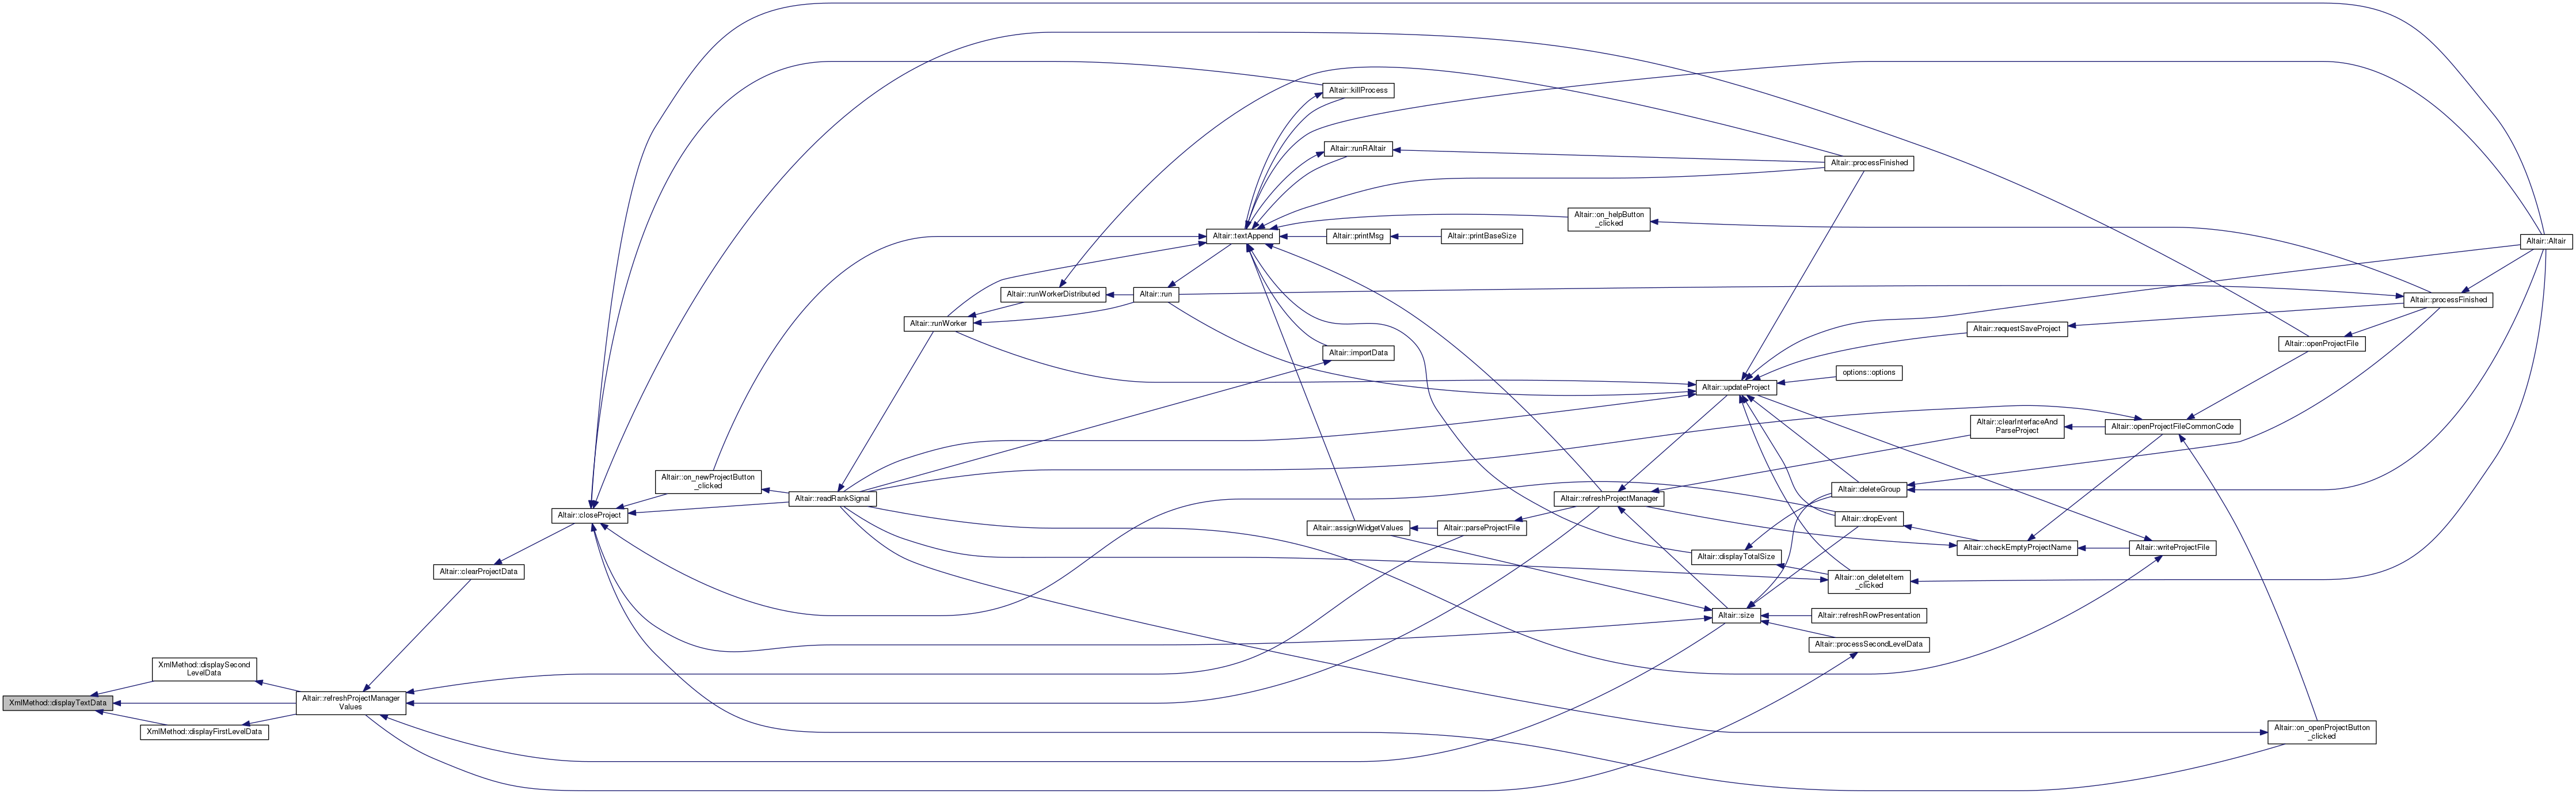 XmlMethod::displayTextData
XmlMethod::displaySecond
LevelData
XmlMethod::displayFirstLevelData
Altair::refreshProjectManager
Values
Altair::clearProjectData
Altair::closeProject
Altair::on_newProjectButton
_clicked
Altair::readRankSignal
Altair::runWorker
Altair::runWorkerDistributed
Altair::run
Altair::textAppend
Altair::killProcess
Altair::runRAltair
Altair::printMsg
Altair::printBaseSize
Altair::importData
Altair::assignWidgetValues
Altair::parseProjectFile
Altair::on_helpButton
_clicked
Altair::refreshProjectManager
Altair::updateProject
Altair::size
Altair::processFinished
options::options
Altair::requestSaveProject
Altair::clearInterfaceAnd
ParseProject
Altair::deleteGroup
Altair::dropEvent
Altair::displayTotalSize
Altair::checkEmptyProjectName
Altair::on_deleteItem
_clicked
Altair::refreshRowPresentation
Altair::processSecondLevelData
Altair::openProjectFileCommonCode
Altair::writeProjectFile
Altair::openProjectFile
Altair::on_openProjectButton
_clicked
Altair::processFinished
Altair::Altair